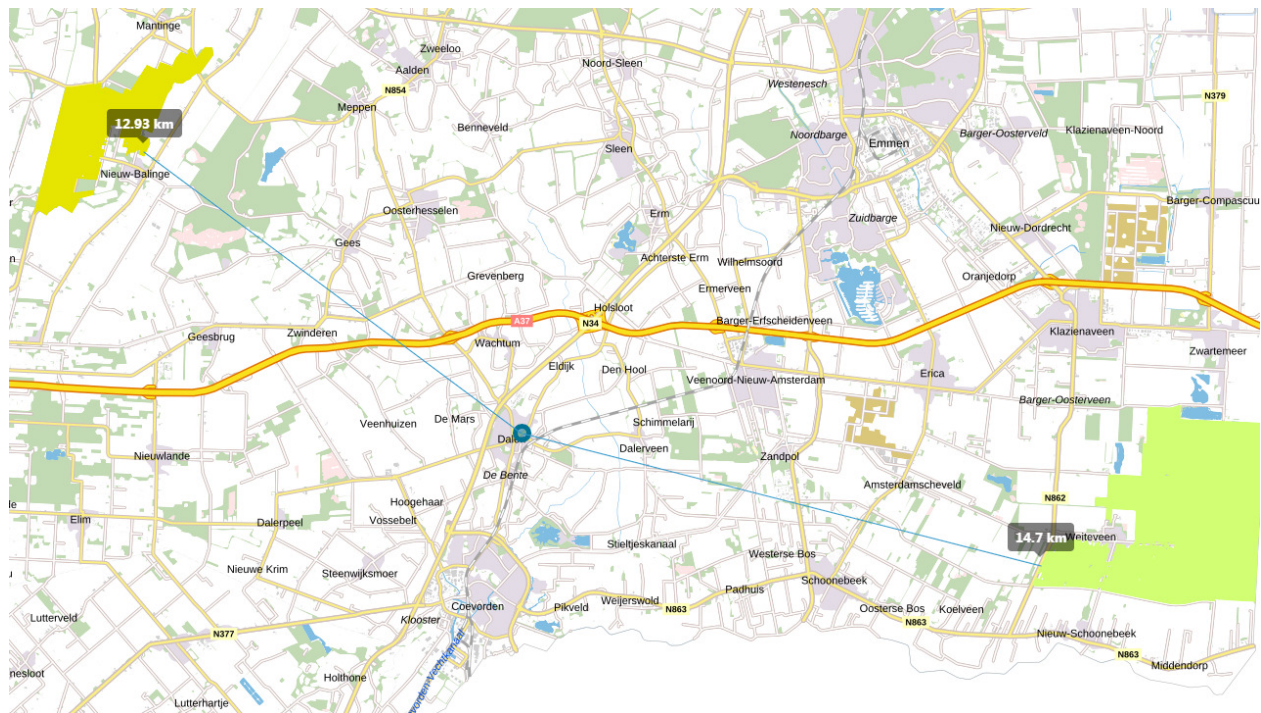 Mantinge
Zweeloo
Noord-Sleen
Aalden
Westenesch
N854
N379
Meppen
12.93 km
Benneveld
Noordbarge
Barger-Oosterveld
Klazienaveen-Noord
Emmen
Sleen
Nieuw-Balinge
Barger-Compascuu
Oosterhesselen
Erm
Zuidbarge
Nieuw-Dordrecht
Gees
Achterste Erm
Wilhelmsoord
Grevenberg
Oranjedorp
Ermerveen
Holsloot
A37
N34
Barger-Erfscheidenveen
Geesbrug
Zwinderen
Klazienaveen
Wachtum
Zwartemeer
Eldijk
Den Hool
Veenoord-Nieuw-Amsterdam
Erica
Barger-Oosterveen
De Mars
Veenhuizen
Schimmelarij
Dalen
Dalerveen
Nieuwlande
Zandpol
De Bente
Amsterdamscheveld
Hoogehaar
N862
Elim
Dalerpeel
Vossebelt
14.7 km
Weiteveen
Stieltjeskanaal
Westerse Bos
Nieuwe Krim
Steenwijksmoer
Schoonebeek
Padhuis
Weijerswold
Coevorden
Pikveld
N863
Oosterse Bos
Koelveen
Lutterveld
Klooster
N863
N377
Nieuw-Schoonebeek
N863
Middendorp
nesloot
Holthone
Lutterhartje
vorden-Vechtkanaal